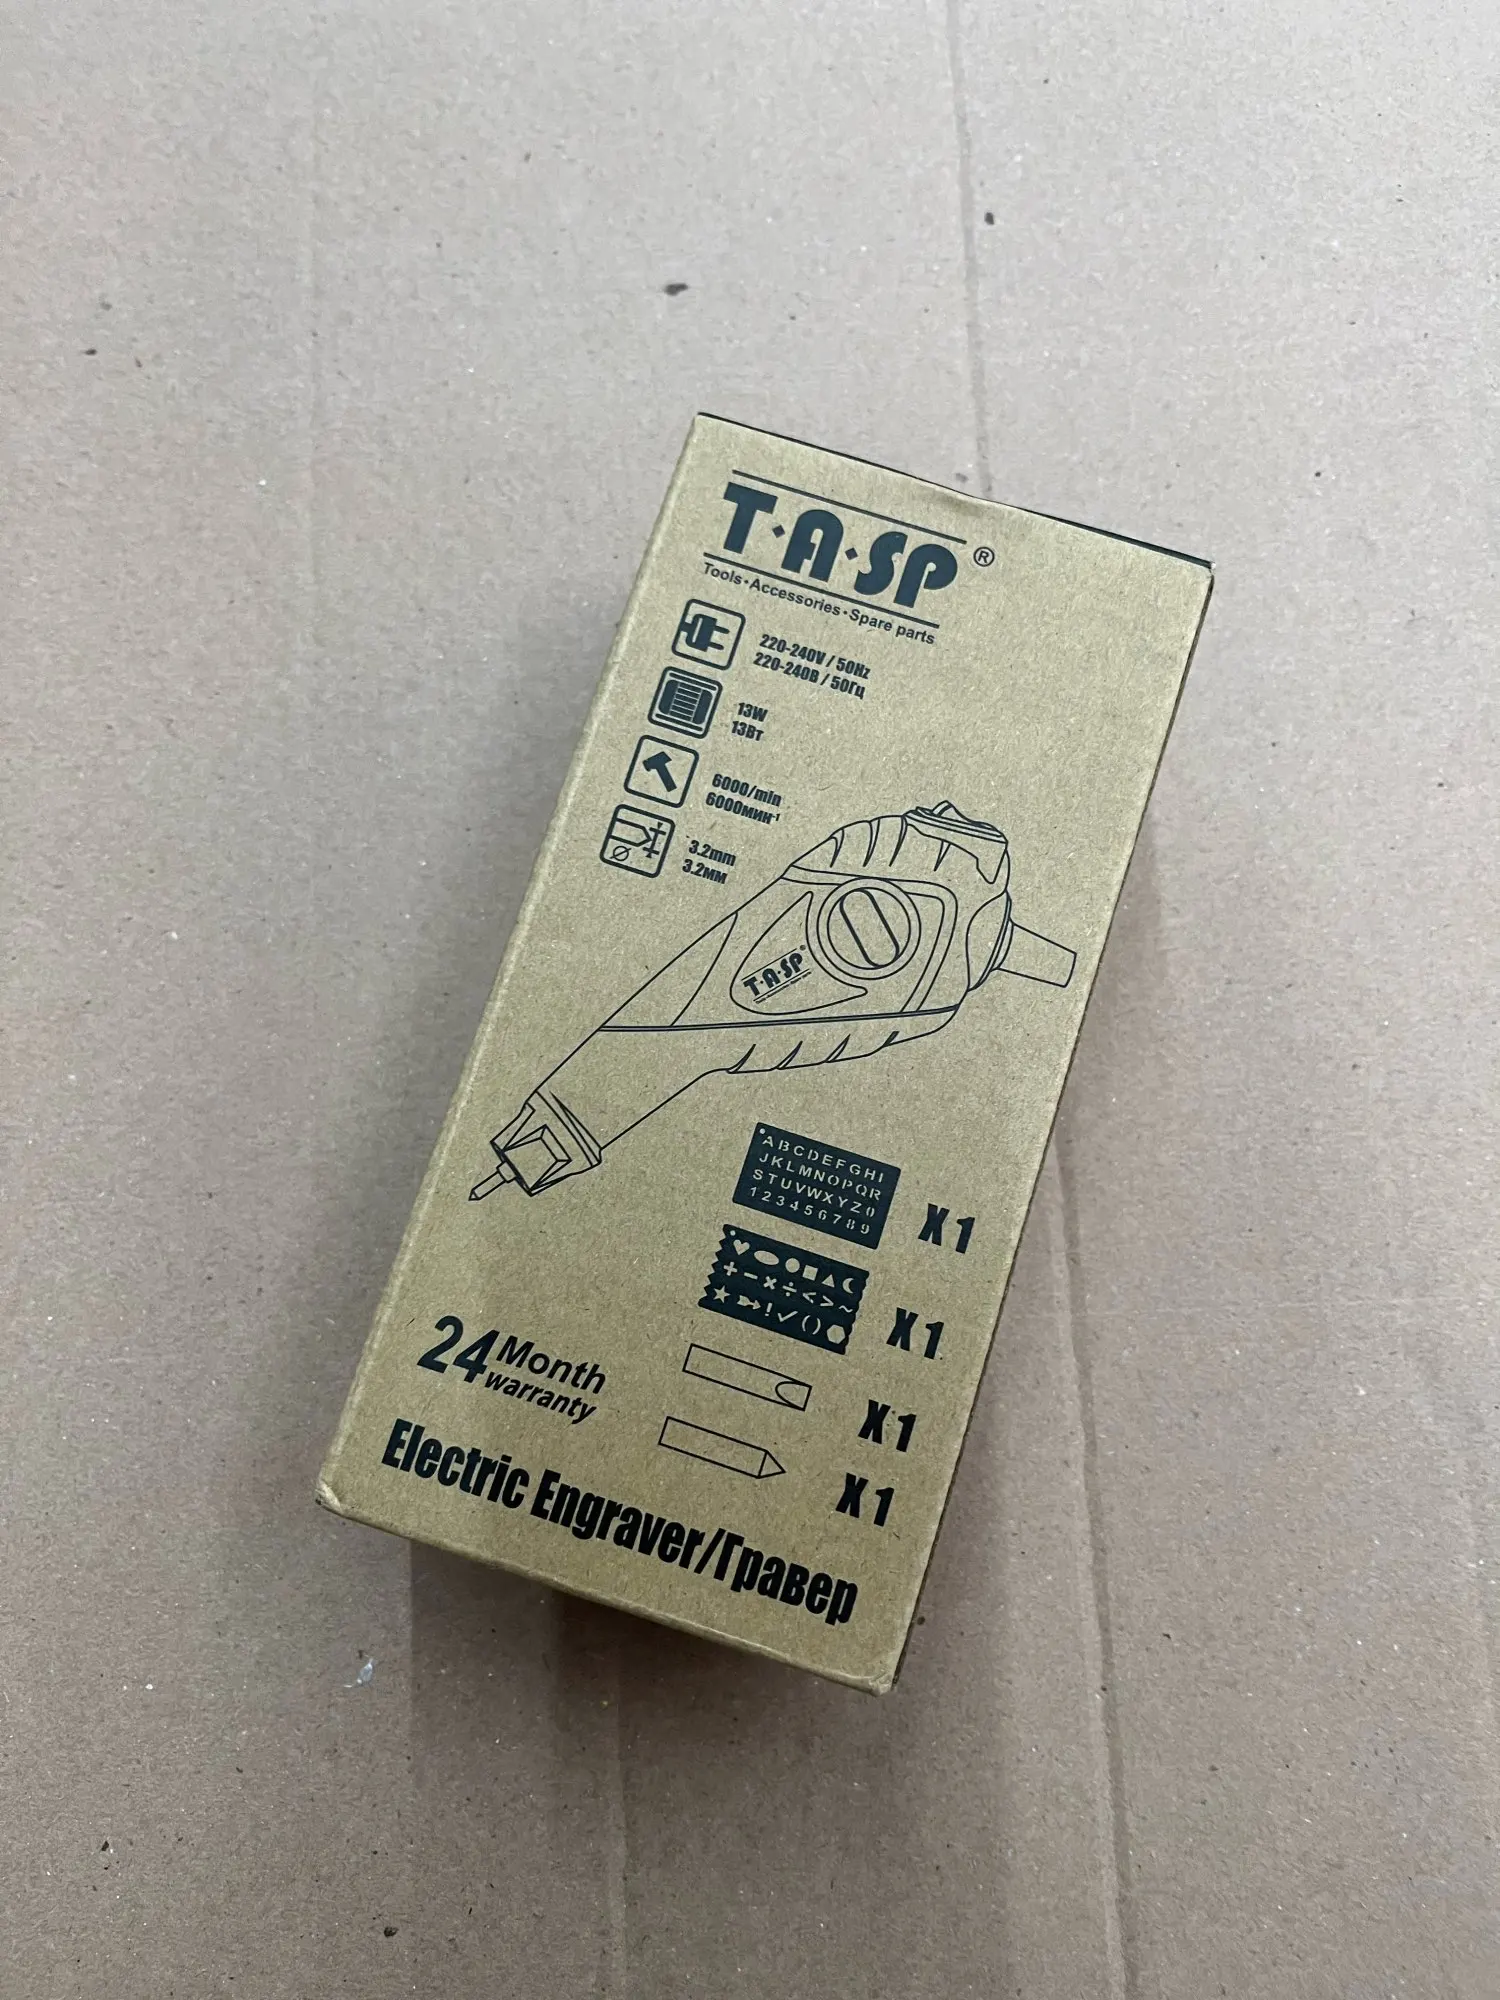 T·A·SP®
Tools·Accessories·Spare parts
220-240V / 50Hz
220-240В / 50Гц
13W
13Вт
6000/min
6000мин⁻¹
3.2mm
3.2мм
T·A·SP®
ABCDEFGHI
JKLMNOPQR
STUVWXYZ0
123456789
X1
+-×÷<>~
!✓()
X1
X1
X1
24 Month
warranty
Electric Engraver/Гравер